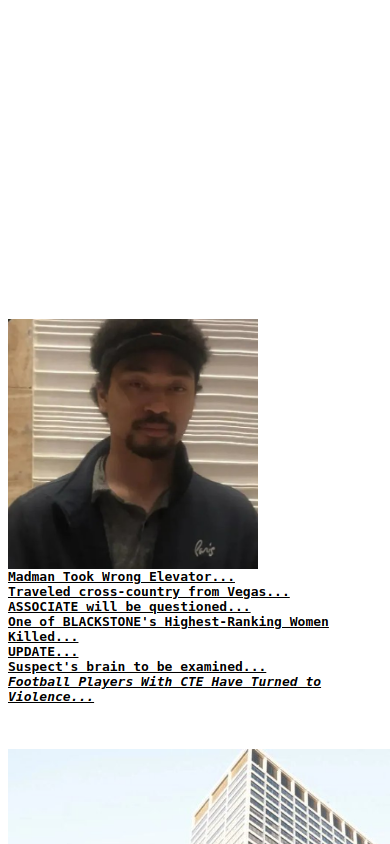 Madman Took Wrong Elevator...
Traveled cross-country from Vegas...
ASSOCIATE will be questioned...
One of BLACKSTONE's Highest-Ranking Women
Killed...
UPDATE...
Suspect's brain to be examined...
Football Players With CTE Have Turned to
Violence...